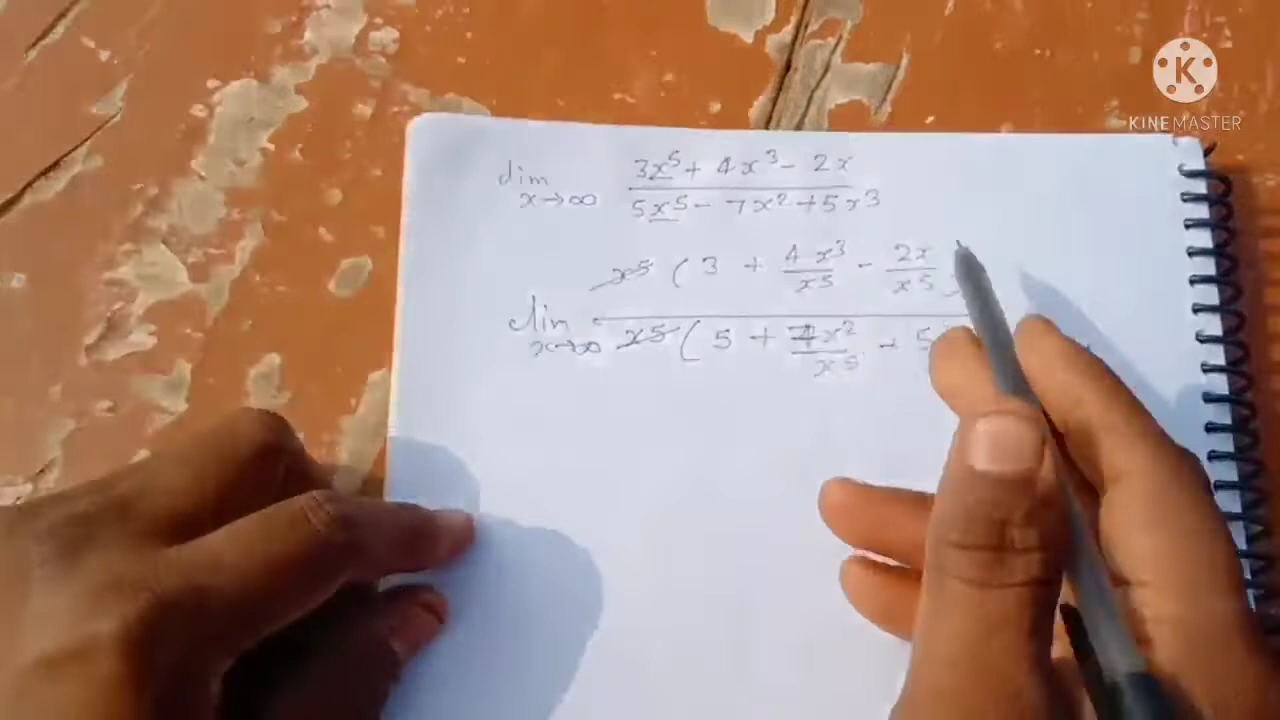 K
KINEMASTER
lim x→∞ (3x⁵ + 4x³ - 2x) / (5x⁵ - 7x² + 5x³)
lim x→∞ x⁵ (3 + 4x³/x⁵ - 2x/x⁵) / x⁵ (5 + 7x²/x⁵ + 5